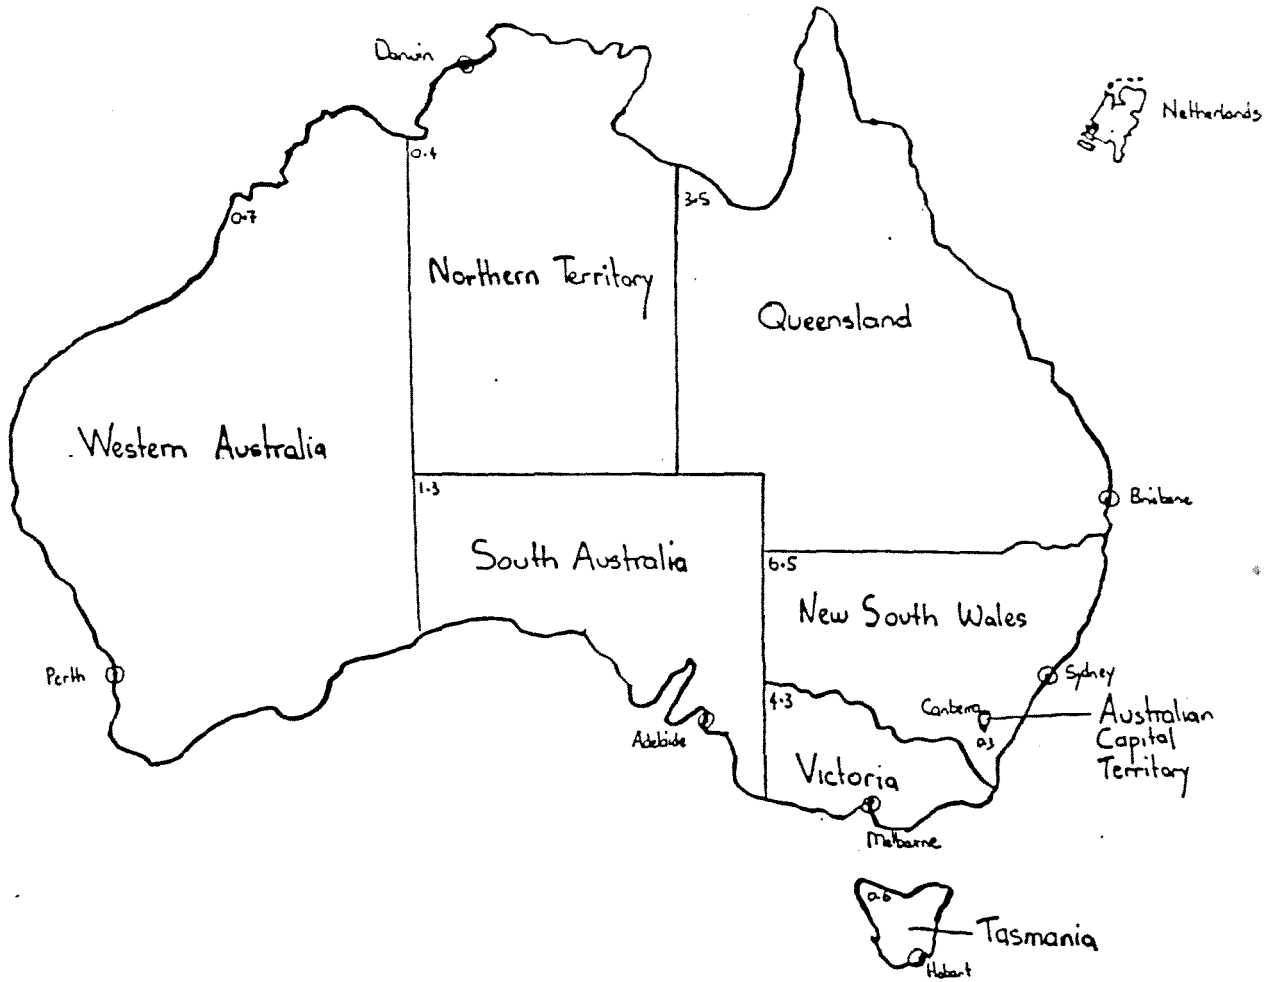 Darwin
Netherlands
0.4
0.7
3.5
Northern Territory
Queensland
Western Australia
1.3
Brisbane
South Australia
6.5
New South Wales
Perth
Sydney
4.3
Canberra
Australian
Capital
Territory
Adelaide
0.3
Victoria
Melbourne
0.6
Tasmania
Hobart